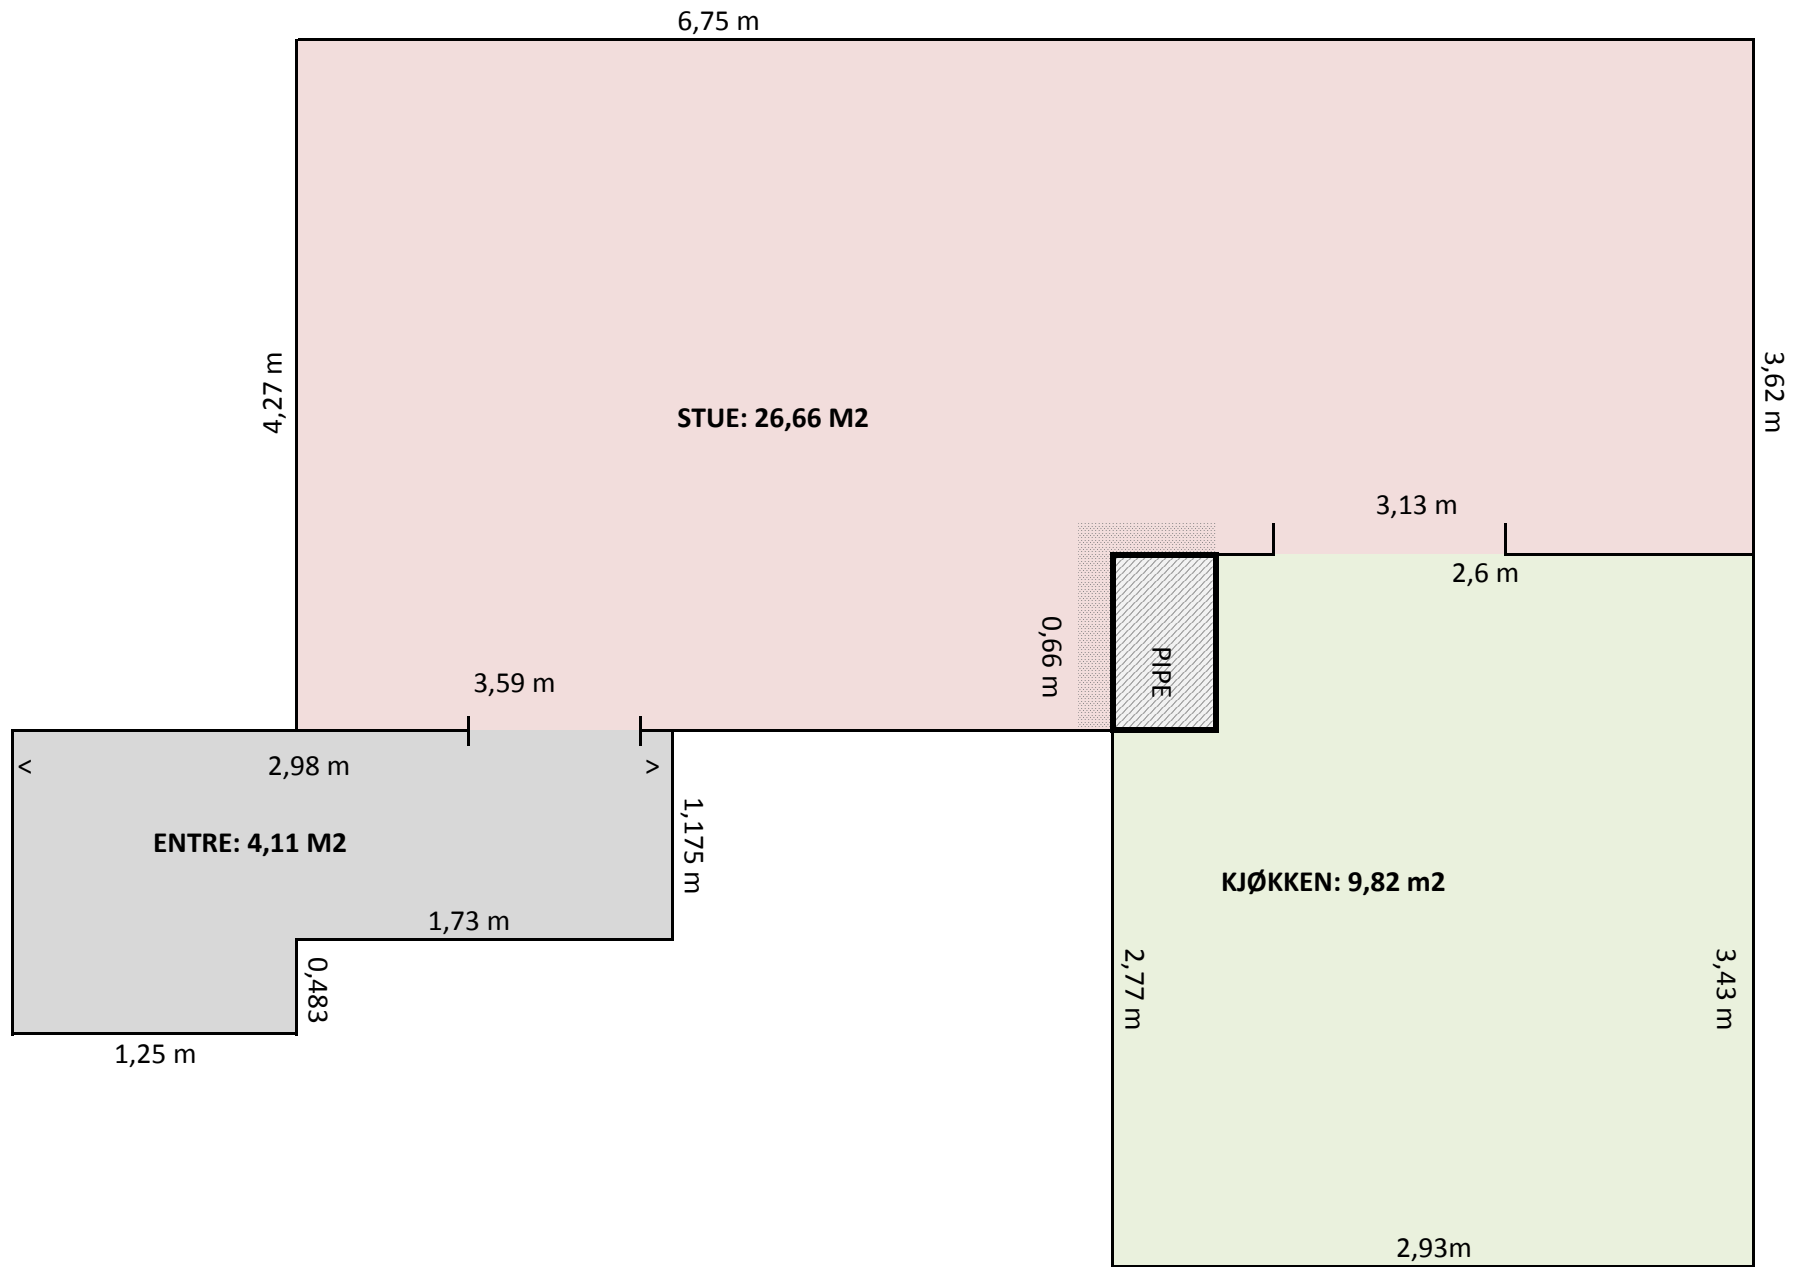 6,75 m
4,27 m
3,62 m
STUE: 26,66 M2
3,13 m
2,6 m
0,66 m
PIPE
3,59 m
< 2,98 m >
1,175 m
ENTRE: 4,11 M2
KJØKKEN: 9,82 m2
1,73 m
0,483
2,77 m
3,43 m
1,25 m
2,93m